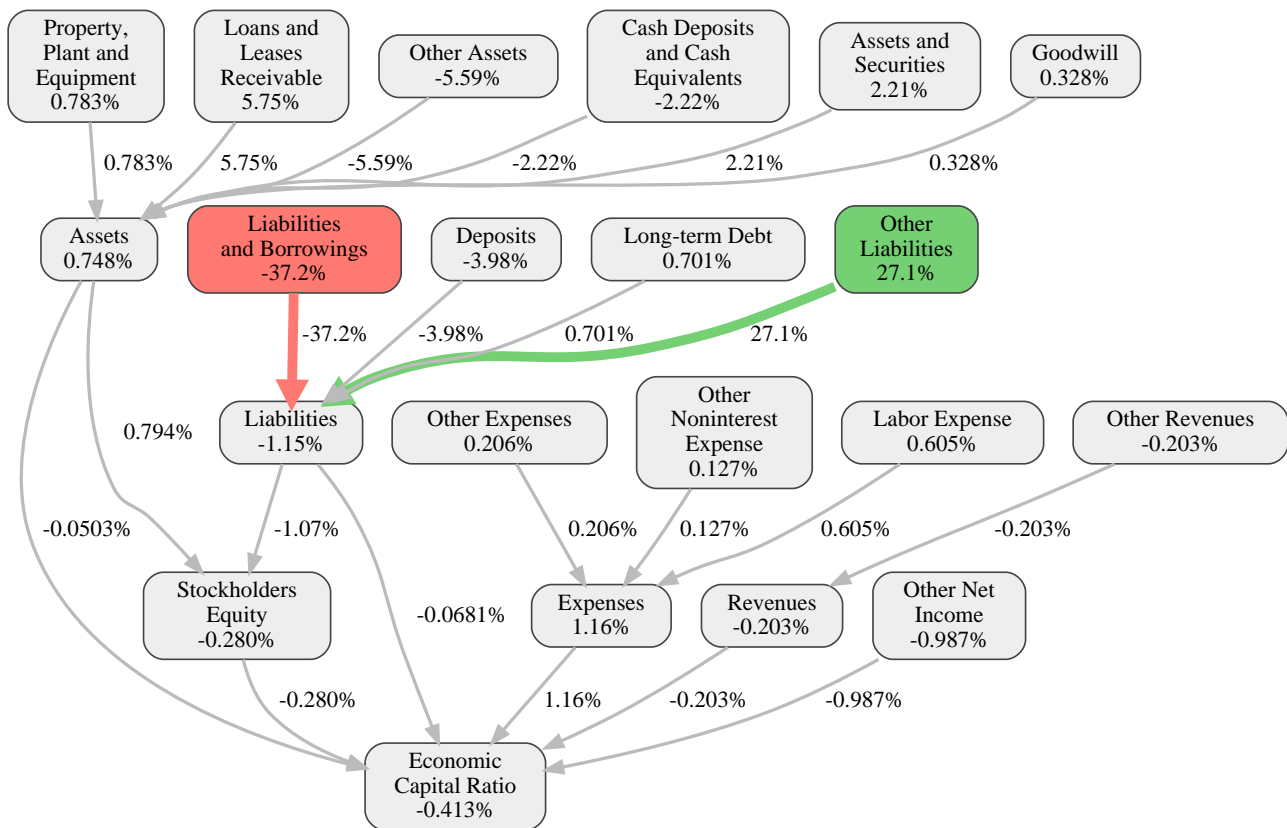 Property,
Plant and
Equipment
0.783%
Loans and
Leases
Receivable
5.75%
Other Assets
-5.59%
Cash Deposits
and Cash
Equivalents
-2.22%
Assets and
Securities
2.21%
Goodwill
0.328%
0.783%
5.75%
-5.59%
-2.22%
2.21%
0.328%
Assets
0.748%
Liabilities
and Borrowings
-37.2%
Deposits
-3.98%
Long-term Debt
0.701%
Other
Liabilities
27.1%
-37.2%
-3.98%
0.701%
27.1%
0.794%
Liabilities
-1.15%
Other Expenses
0.206%
Other
Noninterest
Expense
0.127%
Labor Expense
0.605%
Other Revenues
-0.203%
-0.0503%
-1.07%
0.206%
0.127%
0.605%
-0.203%
Stockholders
Equity
-0.280%
-0.0681%
Expenses
1.16%
Revenues
-0.203%
Other Net
Income
-0.987%
-0.280%
1.16%
-0.203%
-0.987%
Economic
Capital Ratio
-0.413%